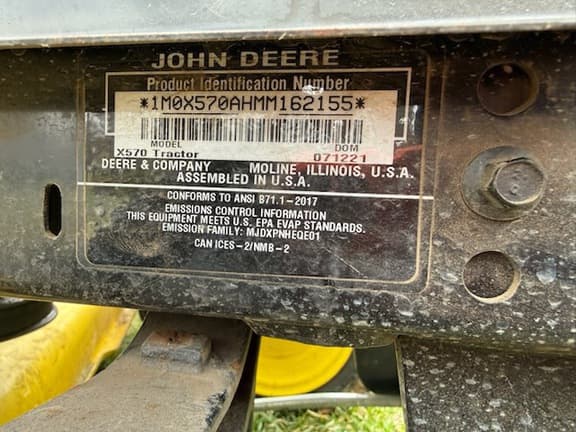 JOHN DEERE
Product Identification Number
*1M0X570AHMM162155*
MODEL DOM
X570 Tractor 071221
DEERE & COMPANY MOLINE, ILLINOIS, U.S.A.
ASSEMBLED IN U.S.A.
CONFORMS TO ANSI B71.1-2017
EMISSIONS CONTROL INFORMATION
THIS EQUIPMENT MEETS U.S. EPA EVAP STANDARDS.
EMISSION FAMILY: MJDXPNHEQE01
CAN ICES-2/NMB-2